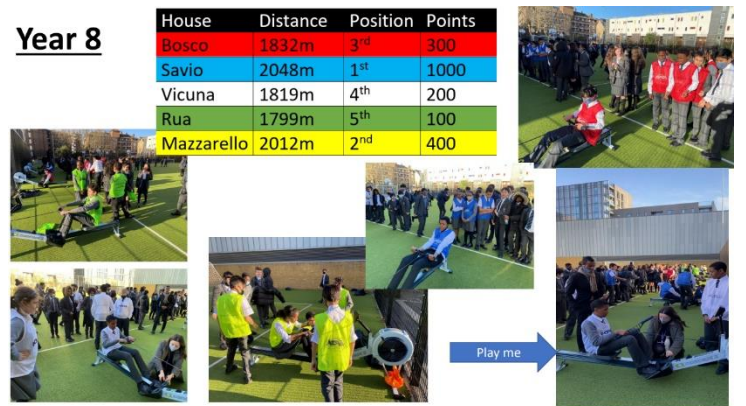 Year 8
House Distance Position Points
Bosco 1832m 3rd 300
Savio 2048m 1st 1000
Vicuna 1819m 4th 200
Rua 1799m 5th 100
Mazzarello 2012m 2nd 400
Play me